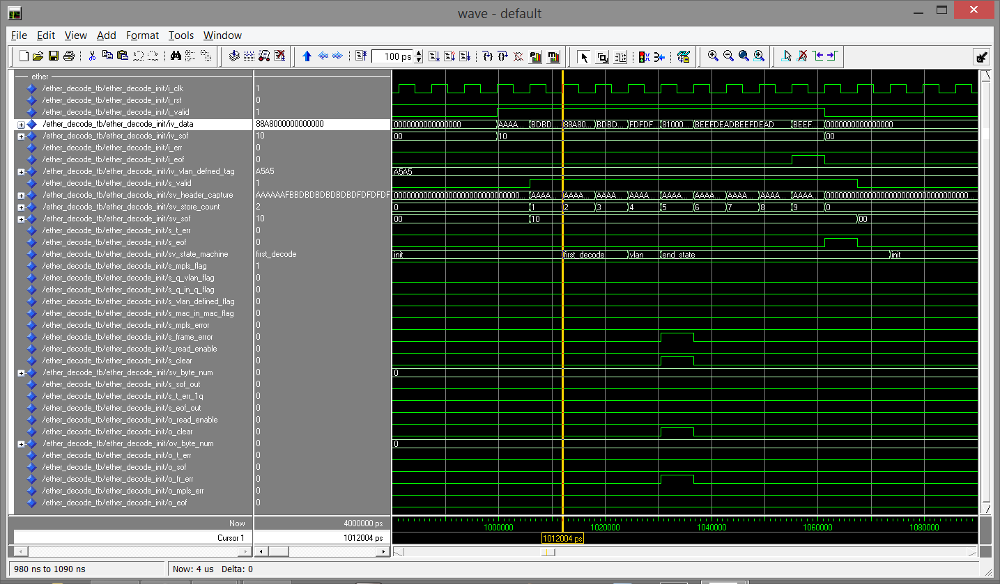 wave - default
File Edit View Add Format Tools Window
100 ps
ether
/ether_decode_tb/ether_decode_init/i_clk 1
/ether_decode_tb/ether_decode_init/i_rst 0
/ether_decode_tb/ether_decode_init/i_valid 1
/ether_decode_tb/ether_decode_init/iv_data 88A8000000000000 0000000000000000 AAAA... BDBD... 88A80... BDBD... FDFDF... 81000... BEEFDEADBEEFDEAD BEEF... 0000000000000000
/ether_decode_tb/ether_decode_init/iv_sof 10 00 10 00
/ether_decode_tb/ether_decode_init/i_err 0
/ether_decode_tb/ether_decode_init/i_eof 0
/ether_decode_tb/ether_decode_init/iv_vlan_defned_tag A5A5 A5A5
/ether_decode_tb/ether_decode_init/s_valid 1
/ether_decode_tb/ether_decode_init/sv_header_capture AAAA... AAAA... AAAA... AAAA... AAAA... AAAA... AAAA... AAAA... AAAA...
/ether_decode_tb/ether_decode_init/sv_store_count 2 0 1 2 3 4 5 6 7 8 9 0
/ether_decode_tb/ether_decode_init/sv_sof 10 00 10 00
/ether_decode_tb/ether_decode_init/s_t_err 0
/ether_decode_tb/ether_decode_init/s_eof 0
/ether_decode_tb/ether_decode_init/sv_state_machine first_decode init first_decode vlan end_state init
/ether_decode_tb/ether_decode_init/s_mpls_flag 1
/ether_decode_tb/ether_decode_init/s_q_vlan_flag 0
/ether_decode_tb/ether_decode_init/s_q_in_q_flag 0
/ether_decode_tb/ether_decode_init/s_vlan_defined_flag 0
/ether_decode_tb/ether_decode_init/s_mac_in_mac_flag 0
/ether_decode_tb/ether_decode_init/s_mpls_error 0
/ether_decode_tb/ether_decode_init/s_frame_error 0
/ether_decode_tb/ether_decode_init/s_read_enable 0
/ether_decode_tb/ether_decode_init/s_clear 0
/ether_decode_tb/ether_decode_init/sv_byte_num 0 0
/ether_decode_tb/ether_decode_init/s_sof_out 0
/ether_decode_tb/ether_decode_init/s_t_err_1q 0
/ether_decode_tb/ether_decode_init/s_eof_out 0
/ether_decode_tb/ether_decode_init/o_read_enable 0
/ether_decode_tb/ether_decode_init/o_clear 0
/ether_decode_tb/ether_decode_init/ov_byte_num 0 0
/ether_decode_tb/ether_decode_init/o_t_err 0
/ether_decode_tb/ether_decode_init/o_sof 0
/ether_decode_tb/ether_decode_init/o_fr_err 0
/ether_decode_tb/ether_decode_init/o_mpls_err 0
/ether_decode_tb/ether_decode_init/o_eof 0
Now 4000000 ps 1000000 1020000 1040000 1060000 1080000
Cursor 1 1012004 ps 1012004 ps
980 ns to 1090 ns Now: 4 us Delta: 0